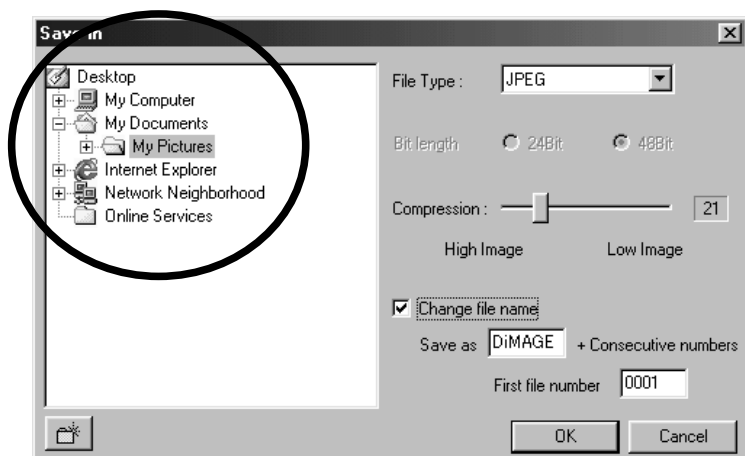 Save in
Desktop
My Computer
My Documents
My Pictures
Internet Explorer
Network Neighborhood
Online Services
File Type : JPEG
Bit length 24Bit 48Bit
Compression : 21
High Image Low Image
Change file name
Save as DiMAGE + Consecutive numbers
First file number 0001
OK Cancel